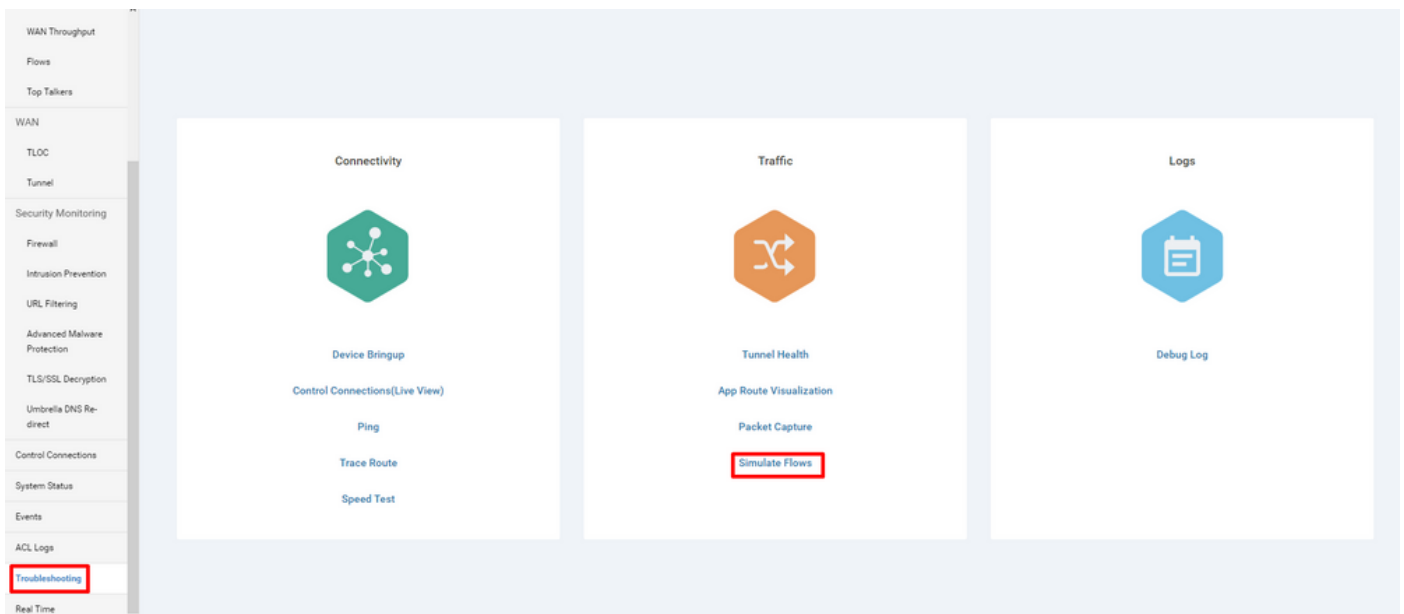 WAN Throughput
Flows
Top Talkers
WAN
TLOC
Tunnel
Security Monitoring
Firewall
Intrusion Prevention
URL Filtering
Advanced Malware
Protection
TLS/SSL Decryption
Umbrella DNS Re-
direct
Control Connections
System Status
Events
ACL Logs
Troubleshooting
Real Time
Connectivity
Device Bringup
Control Connections(Live View)
Ping
Trace Route
Speed Test
Traffic
Tunnel Health
App Route Visualization
Packet Capture
Simulate Flows
Logs
Debug Log